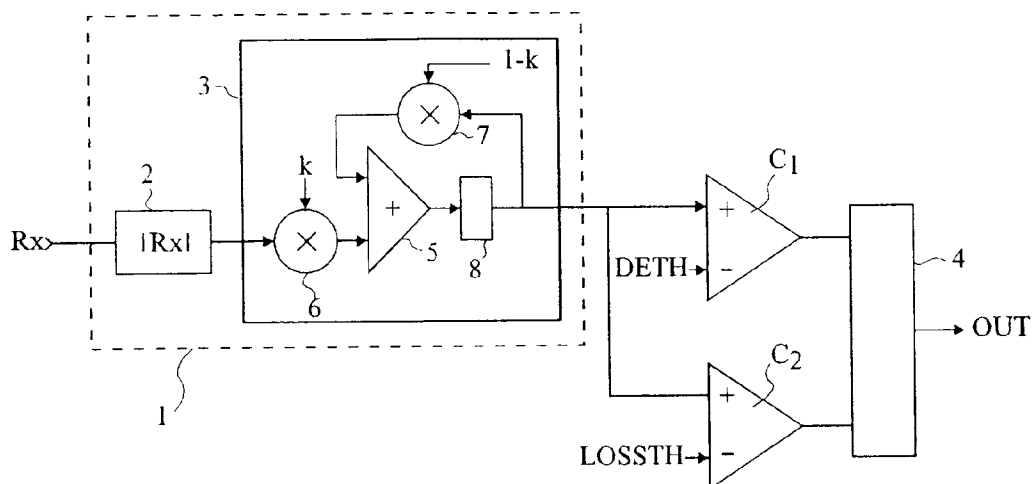 1-k
3
×
7
k
2
C1
Rx
|Rx|
×
+
5
8
6
+
DETH
−
4
OUT
1
C2
+
LOSSTH
−